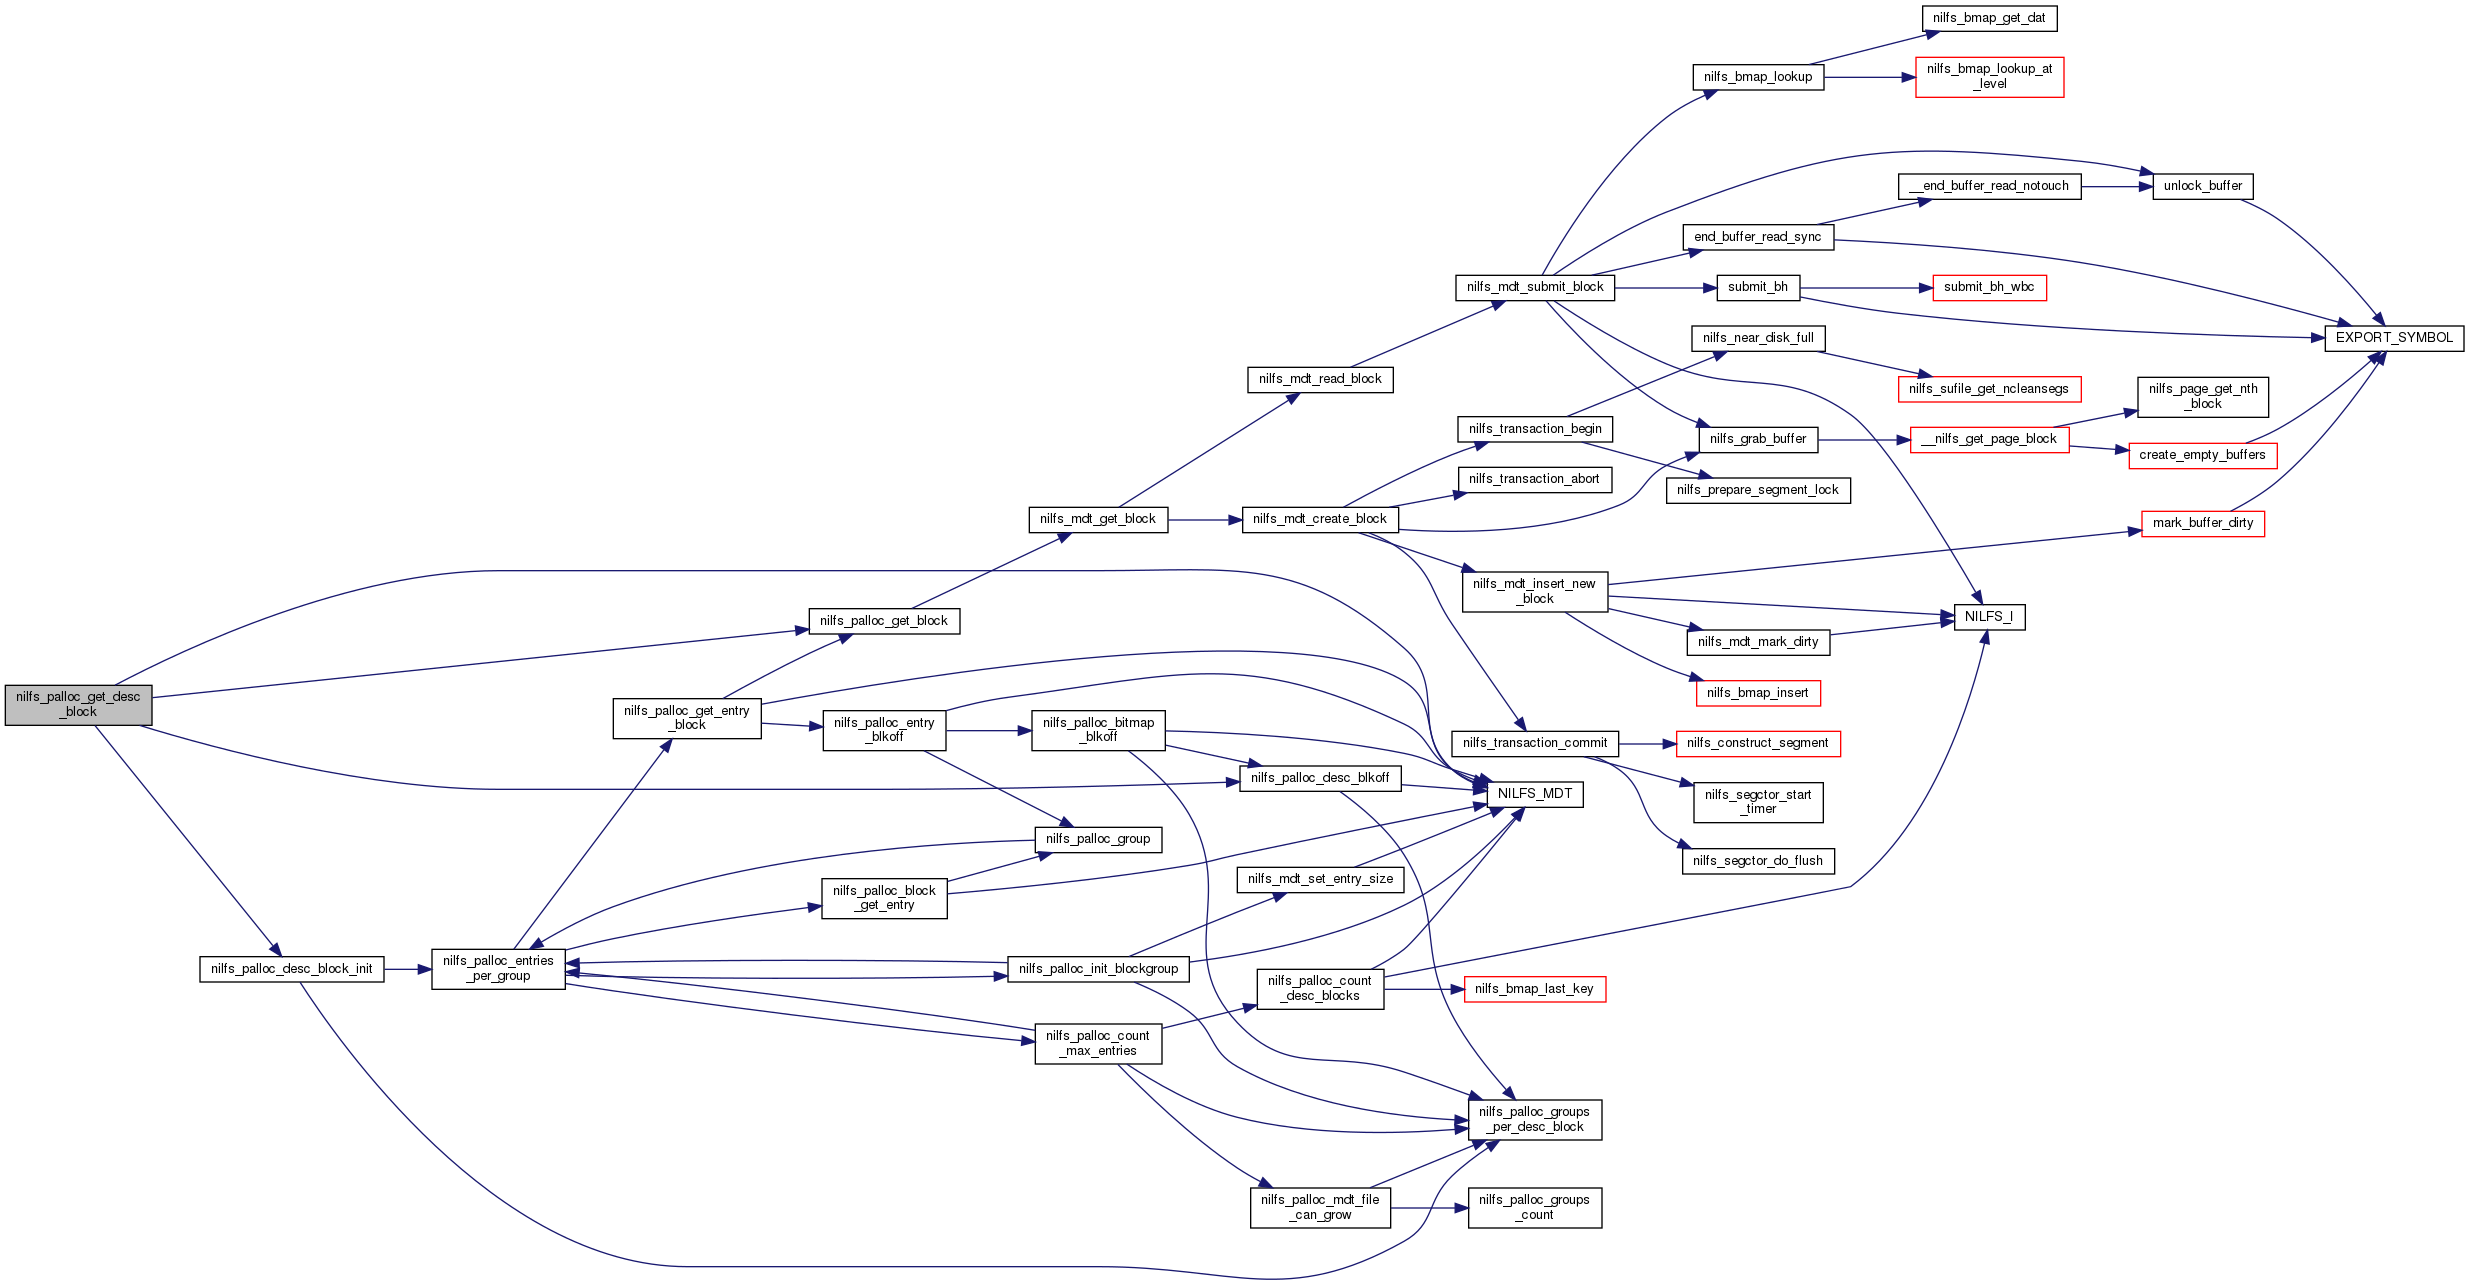 nilfs_palloc_get_desc
_block
nilfs_palloc_desc_block_init
nilfs_palloc_entries
_per_group
nilfs_palloc_get_entry
_block
nilfs_palloc_get_block
nilfs_palloc_entry
_blkoff
nilfs_palloc_block
_get_entry
nilfs_mdt_get_block
nilfs_palloc_bitmap
_blkoff
nilfs_palloc_group
nilfs_palloc_init_blockgroup
nilfs_palloc_count
_max_entries
nilfs_mdt_read_block
nilfs_mdt_create_block
nilfs_palloc_desc_blkoff
nilfs_mdt_set_entry_size
nilfs_palloc_count
_desc_blocks
nilfs_palloc_mdt_file
_can_grow
nilfs_mdt_submit_block
nilfs_transaction_begin
nilfs_transaction_abort
nilfs_mdt_insert_new
_block
nilfs_transaction_commit
NILFS_MDT
nilfs_bmap_last_key
nilfs_palloc_groups
_per_desc_block
nilfs_palloc_groups
_count
nilfs_bmap_lookup
end_buffer_read_sync
submit_bh
nilfs_near_disk_full
nilfs_grab_buffer
nilfs_prepare_segment_lock
nilfs_mdt_mark_dirty
nilfs_bmap_insert
nilfs_construct_segment
nilfs_segctor_start
_timer
nilfs_segctor_do_flush
nilfs_bmap_get_dat
nilfs_bmap_lookup_at
_level
__end_buffer_read_notouch
submit_bh_wbc
nilfs_sufile_get_ncleansegs
__nilfs_get_page_block
NILFS_I
unlock_buffer
nilfs_page_get_nth
_block
create_empty_buffers
mark_buffer_dirty
EXPORT_SYMBOL